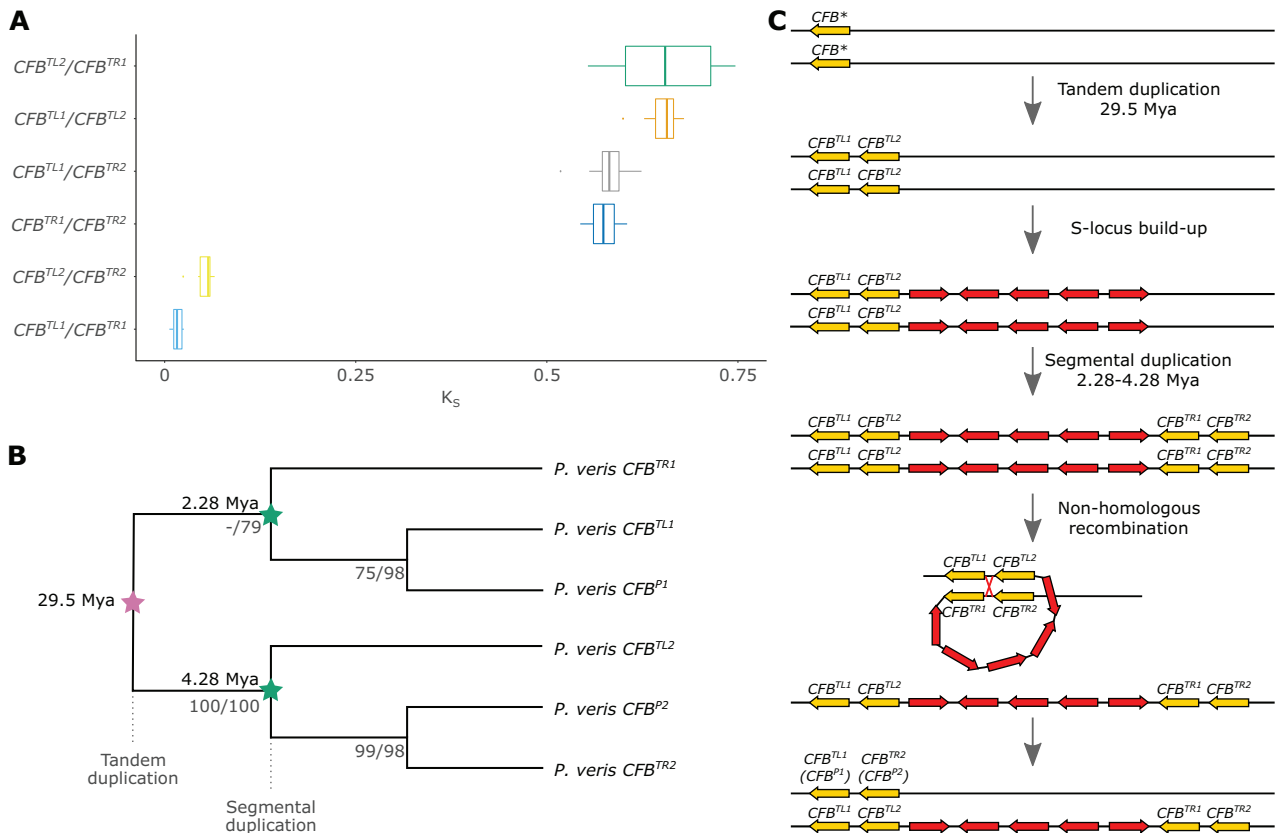 A
CFB^TL2/CFB^TR1
CFB^TL1/CFB^TL2
CFB^TL1/CFB^TR2
CFB^TR1/CFB^TR2
CFB^TL2/CFB^TR2
CFB^TL1/CFB^TR1
0 0.25 0.5 0.75
K_S
B
29.5 Mya
2.28 Mya
-/79
75/98
4.28 Mya
100/100
99/98
P. veris CFB^TR1
P. veris CFB^TL1
P. veris CFB^P1
P. veris CFB^TL2
P. veris CFB^P2
P. veris CFB^TR2
Tandem
duplication
Segmental
duplication
C
CFB*
CFB*
Tandem duplication
29.5 Mya
CFB^TL1 CFB^TL2
CFB^TL1 CFB^TL2
S-locus build-up
CFB^TL1 CFB^TL2
CFB^TL1 CFB^TL2
Segmental duplication
2.28-4.28 Mya
CFB^TL1 CFB^TL2 CFB^TR1 CFB^TR2
CFB^TL1 CFB^TL2 CFB^TR1 CFB^TR2
Non-homologous
recombination
CFB^TL1 CFB^TL2
CFB^TR1 CFB^TR2
CFB^TL1 CFB^TL2 CFB^TR1 CFB^TR2
CFB^TL1 CFB^TR2
(CFB^P1) (CFB^P2)
CFB^TL1 CFB^TL2 CFB^TR1 CFB^TR2